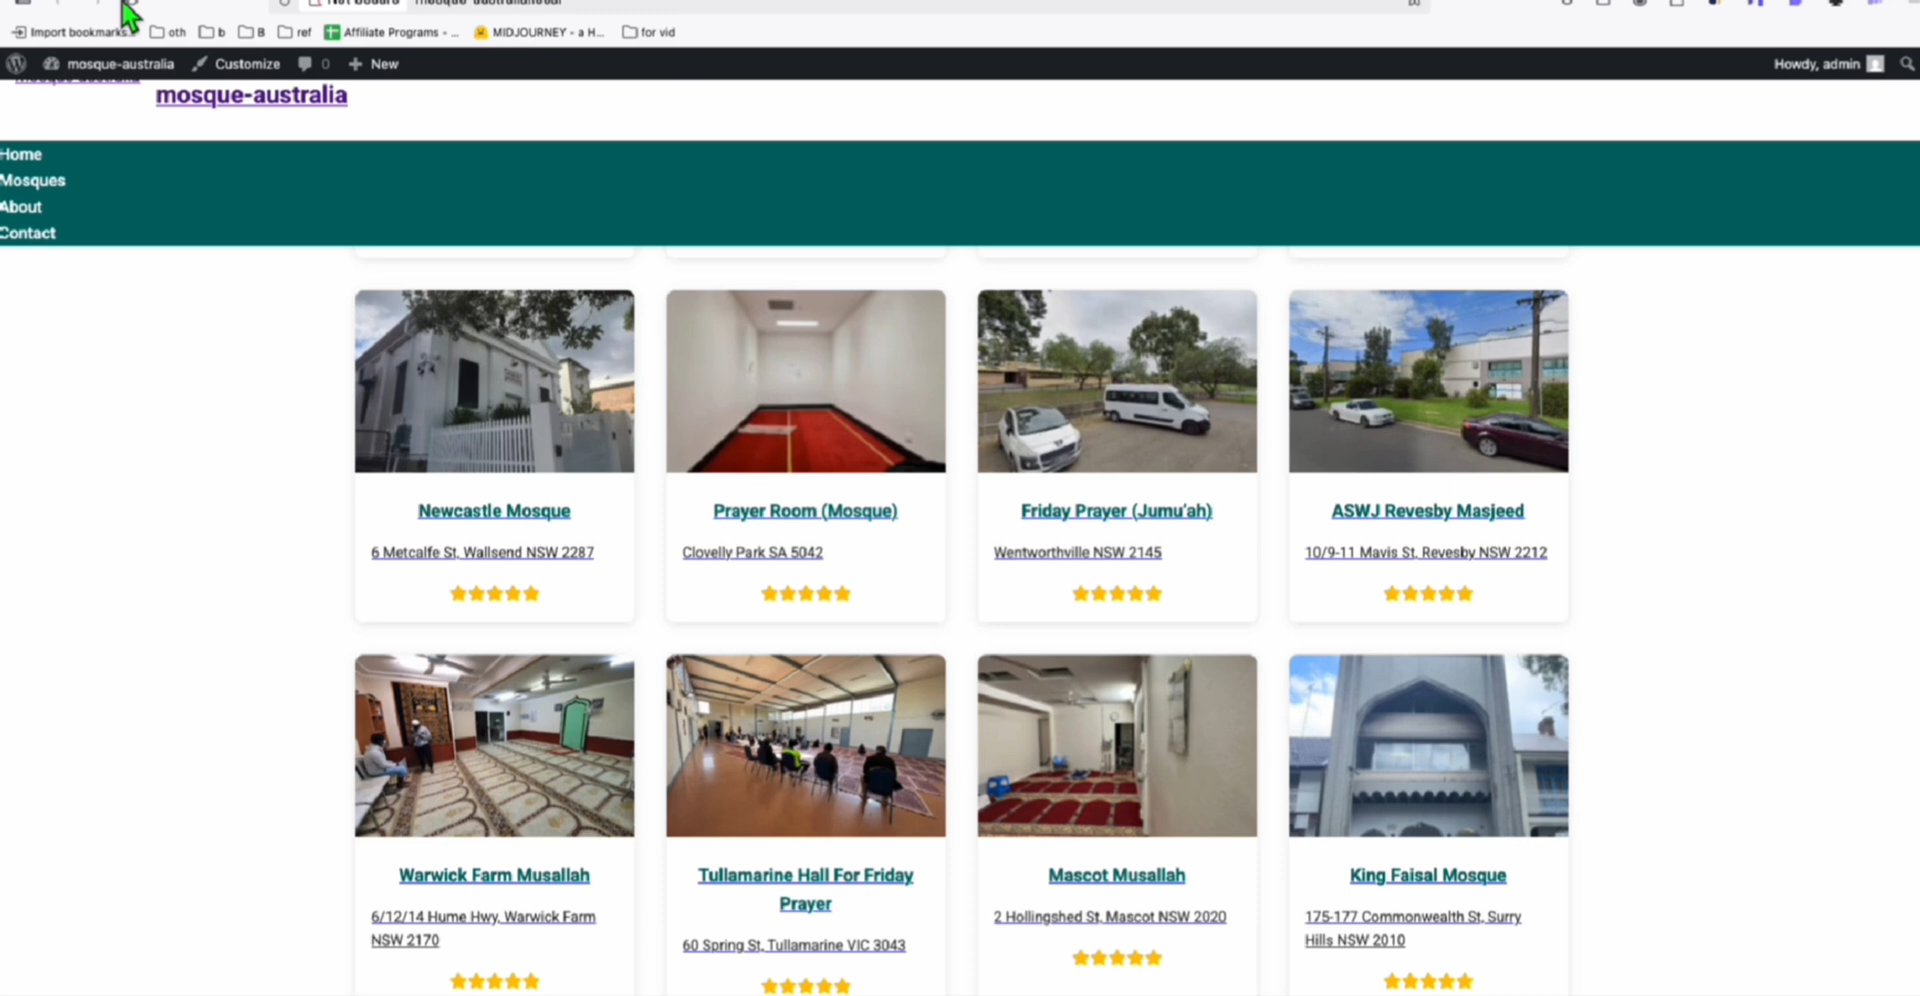 Import bookmarks...
oth
b
B
ref
Affiliate Programs - ...
MIDJOURNEY - a H...
for vid
mosque-australia
Customize
0
New
Howdy, admin
mosque-australia
Home
Mosques
About
Contact
Newcastle Mosque
Prayer Room (Mosque)
Friday Prayer (Jumu'ah)
ASWJ Revesby Masjeed
6 Metcalfe St, Wallsend NSW 2287
Clovelly Park SA 5042
Wentworthville NSW 2145
10/9-11 Mavis St, Revesby NSW 2212
Warwick Farm Musallah
Tullamarine Hall For Friday
Prayer
Mascot Musallah
King Faisal Mosque
6/12/14 Hume Hwy, Warwick Farm
NSW 2170
60 Spring St, Tullamarine VIC 3043
2 Hollingshed St, Mascot NSW 2020
175-177 Commonwealth St, Surry
Hills NSW 2010